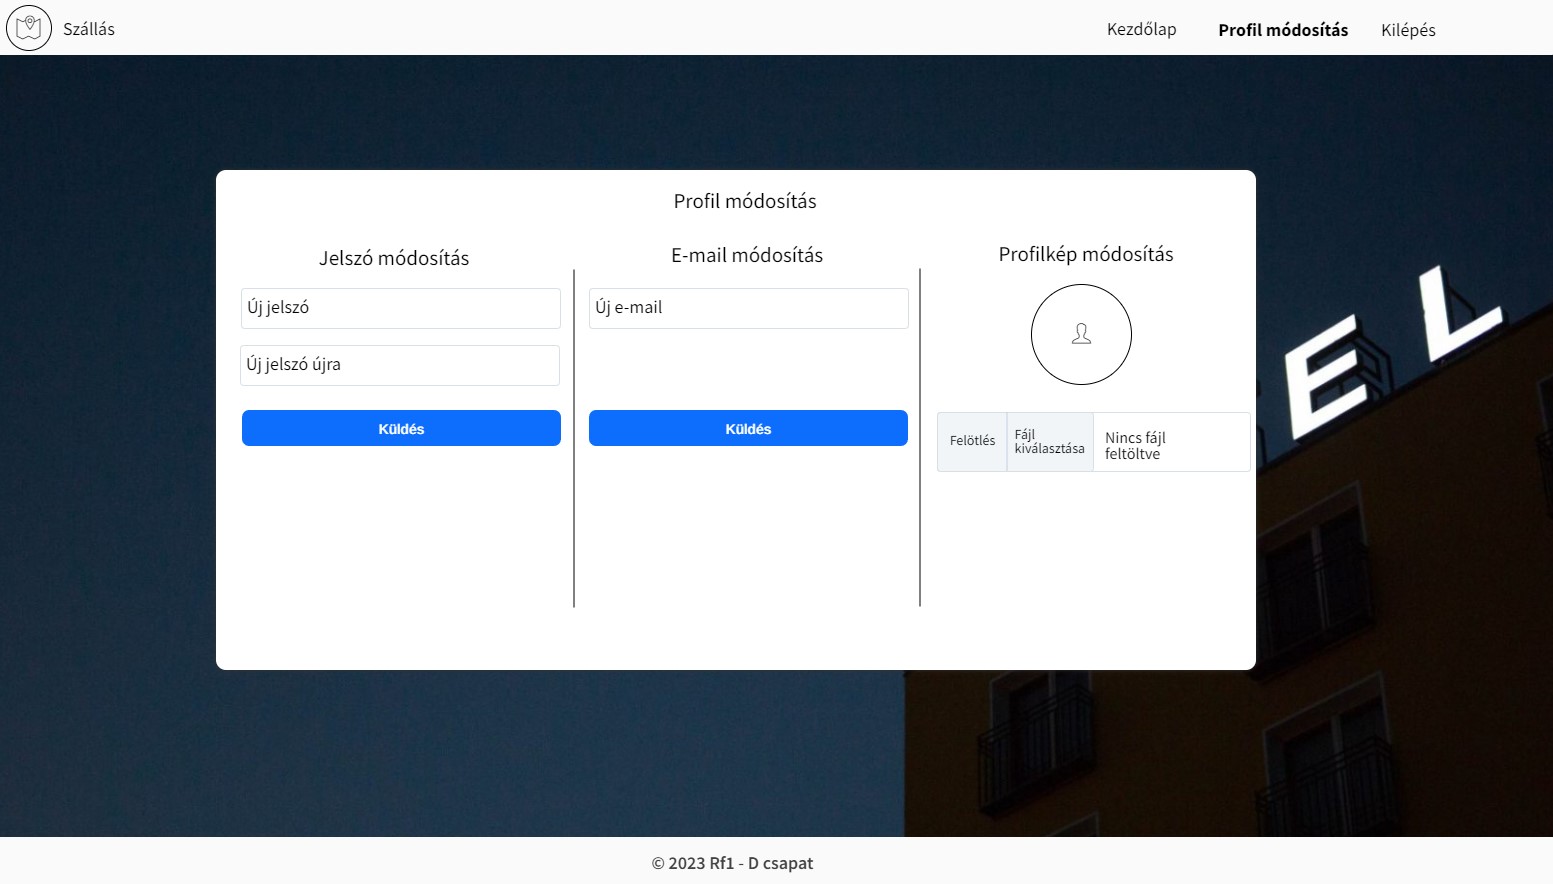 Szállás
Kezdőlap
Profil módosítás
Kilépés
Profil módosítás
Jelszó módosítás
Új jelszó
Új jelszó újra
Küldés
E-mail módosítás
Új e-mail
Küldés
Profilkép módosítás
Felötlés
Fájl
kiválasztása
Nincs fájl
feltöltve
E L
© 2023 Rf1 - D csapat